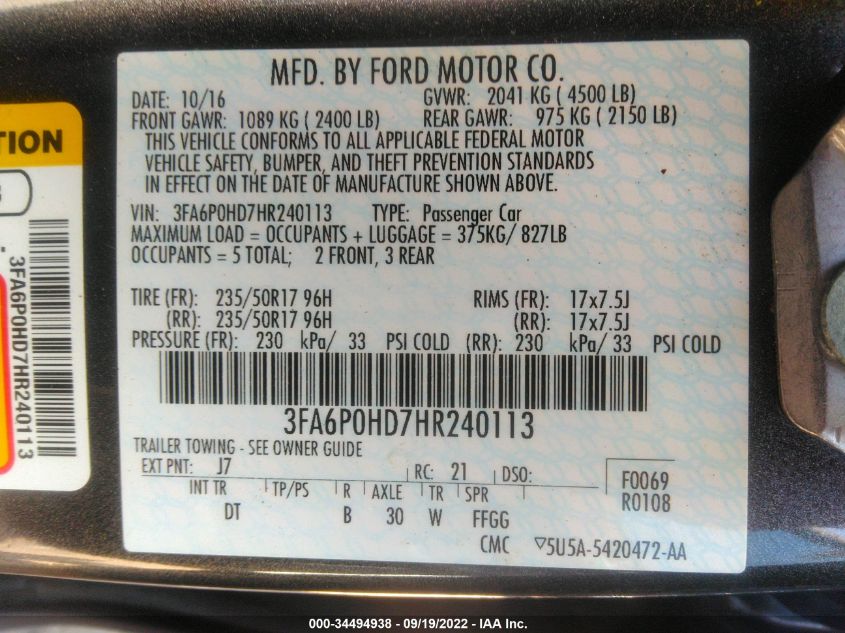 MFD. BY FORD MOTOR CO.
DATE: 10/16 GVWR: 2041 KG ( 4500 LB)
FRONT GAWR: 1089 KG ( 2400 LB) REAR GAWR: 975 KG ( 2150 LB)
THIS VEHICLE CONFORMS TO ALL APPLICABLE FEDERAL MOTOR
VEHICLE SAFETY, BUMPER, AND THEFT PREVENTION STANDARDS
IN EFFECT ON THE DATE OF MANUFACTURE SHOWN ABOVE.
VIN: 3FA6P0HD7HR240113 TYPE: Passenger Car
MAXIMUM LOAD = OCCUPANTS + LUGGAGE = 375KG/ 827LB
OCCUPANTS = 5 TOTAL; 2 FRONT, 3 REAR
TIRE (FR): 235/50R17 96H RIMS (FR): 17x7.5J
(RR): 235/50R17 96H (RR): 17x7.5J
PRESSURE (FR): 230 kPa/ 33 PSI COLD (RR): 230 kPa/ 33 PSI COLD
3FA6P0HD7HR240113
TRAILER TOWING - SEE OWNER GUIDE
EXT PNT: J7 RC: 21 DSO: F0069
R0108
INT TR TP/PS R AXLE TR SPR
DT B 30 W FFGG
CMC ▽5U5A-5420472-AA
TION
3FA6P0HD7HR240113
000-34494938 - 09/19/2022 - IAA Inc.